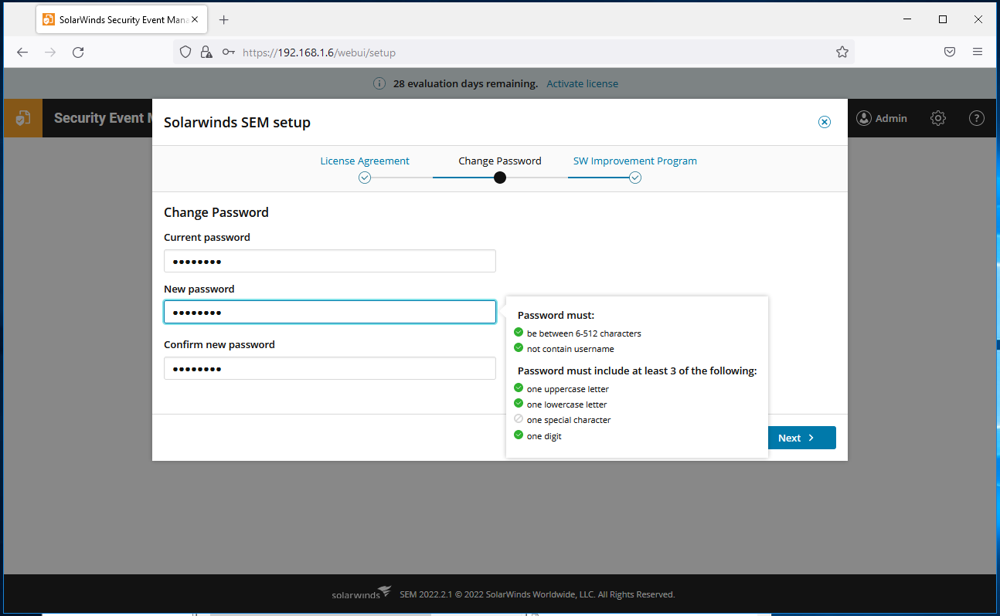 SolarWinds Security Event Mana
https://192.168.1.6/webui/setup
28 evaluation days remaining. Activate license
Security Event M
Admin
Solarwinds SEM setup
License Agreement
Change Password
SW Improvement Program
Change Password
Current password
••••••••
New password
••••••••
Confirm new password
••••••••
Password must:
be between 6-512 characters
not contain username
Password must include at least 3 of the following:
one uppercase letter
one lowercase letter
one special character
one digit
Next
solarwinds SEM 2022.2.1 © 2022 SolarWinds Worldwide, LLC. All Rights Reserved.